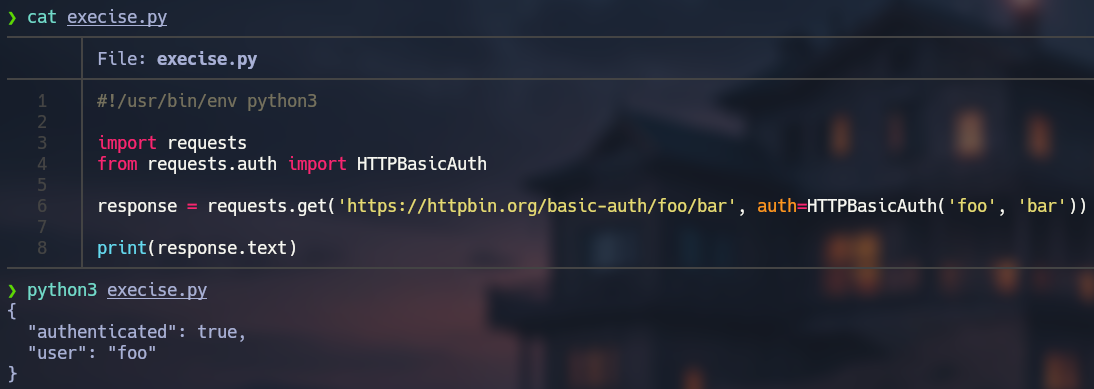 ❯ cat execise.py
File: execise.py
1 #!/usr/bin/env python3
2
3 import requests
4 from requests.auth import HTTPBasicAuth
5
6 response = requests.get('https://httpbin.org/basic-auth/foo/bar', auth=HTTPBasicAuth('foo', 'bar'))
7
8 print(response.text)
❯ python3 execise.py
{
  "authenticated": true,
  "user": "foo"
}